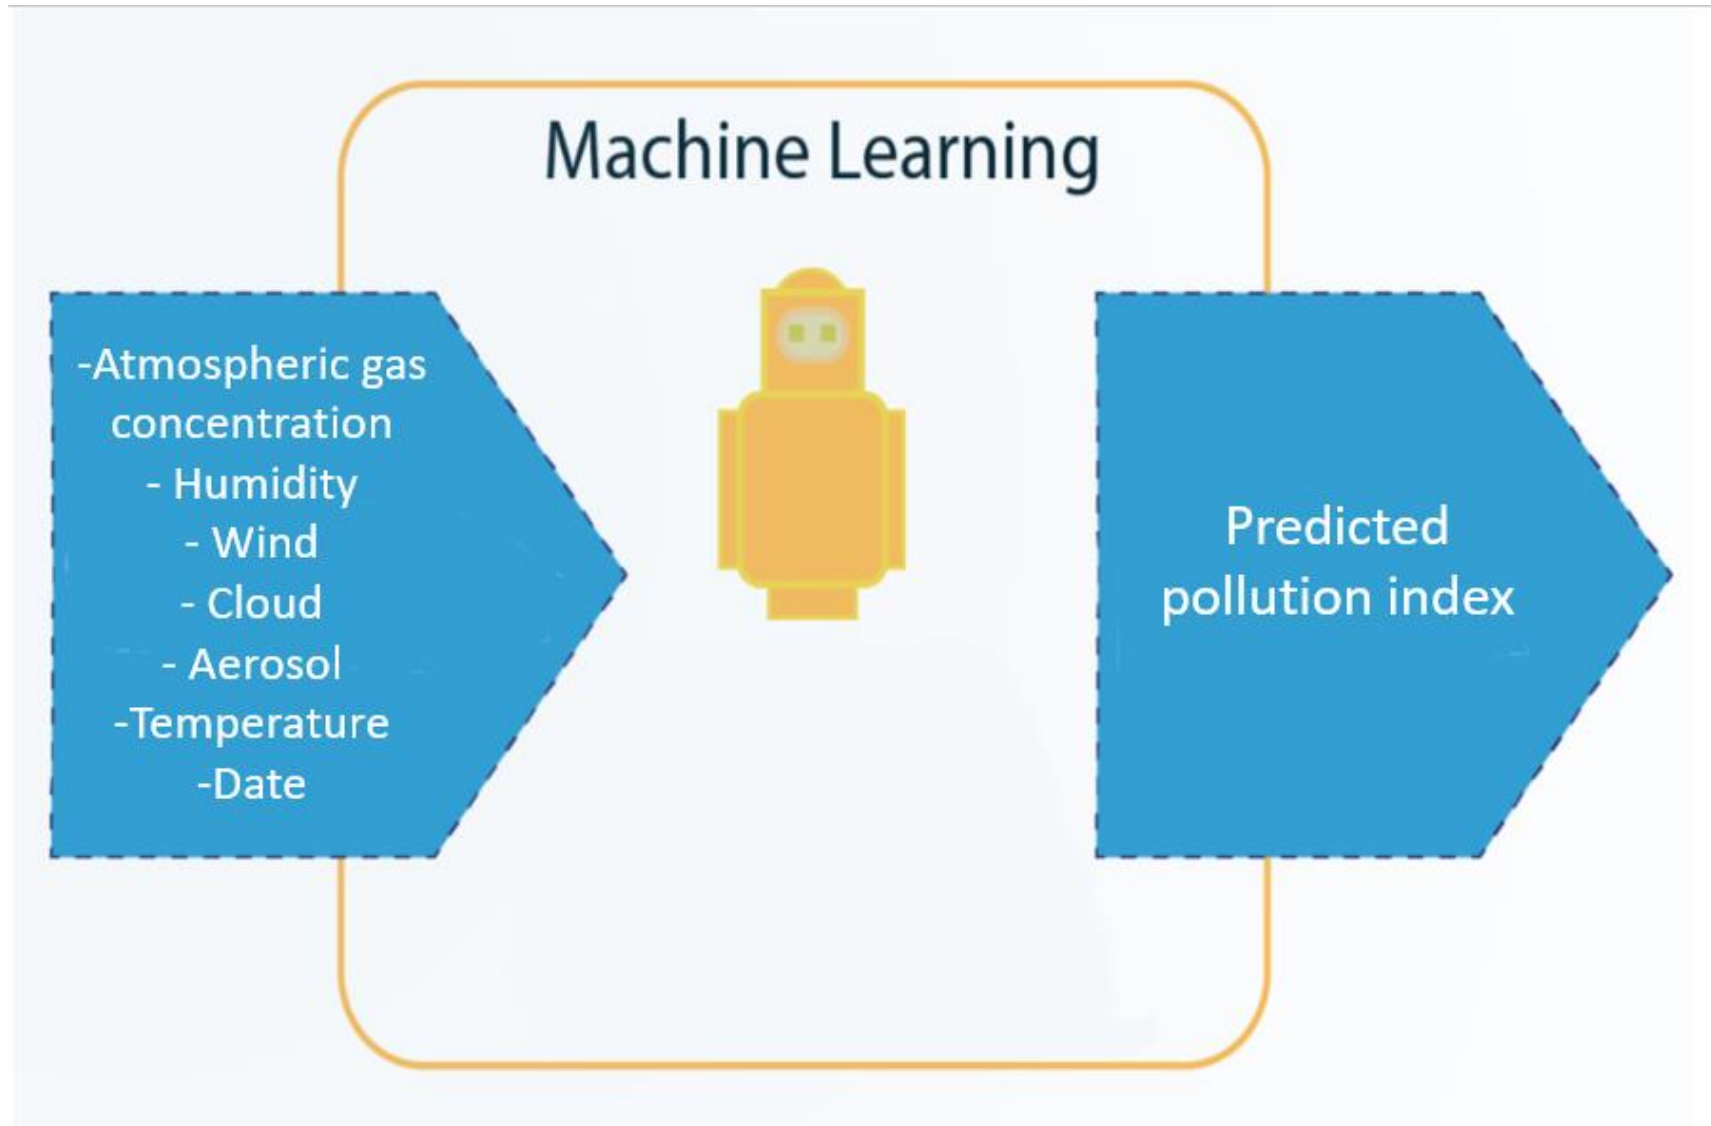 Machine Learning
-Atmospheric gas
concentration
- Humidity
- Wind
- Cloud
- Aerosol
-Temperature
-Date
Predicted
pollution index